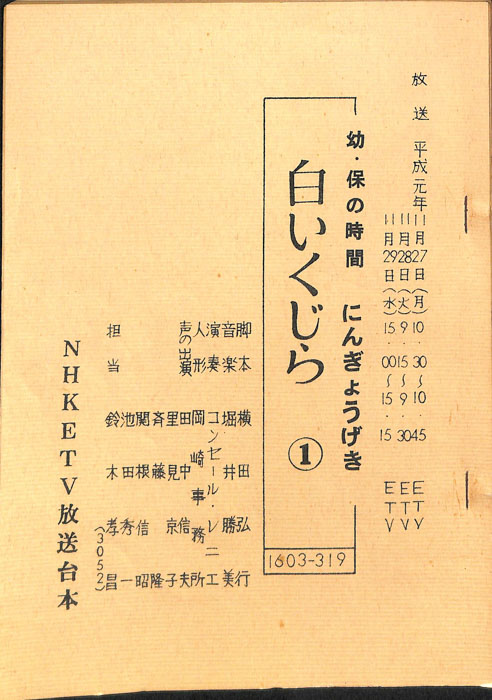 放送 平成元年11月27日(月)10・30〜10・45 ETV
11月28日(火)9・15〜9・30 ETV
11月29日(水)15・00〜15・15 ETV
幼・保の時間 にんぎょうげき
白いくじら ①
1603-319
脚本 横田弘行
音楽 堀井勝美
演奏 コンセール・レニエ
人形 岡崎事務所
声の出演 田中信夫
里見京子
斉藤 隆
関根信昭
池田秀一
担当 鈴木孝昌
(3052)
NHKETV放送台本